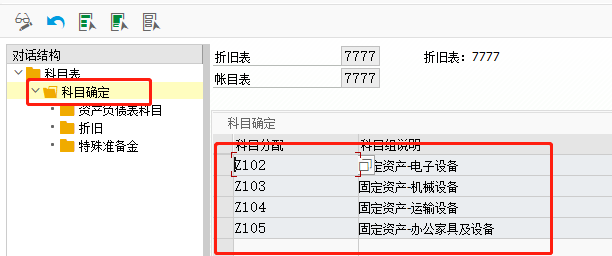 对话结构
科目表
科目确定
资产负债表科目
折旧
特殊准备金
折旧表 7777 折旧表：7777
帐目表 7777
科目确定
科目分配 科目组说明
Z102 固定资产-电子设备
Z103 固定资产-机械设备
Z104 固定资产-运输设备
Z105 固定资产-办公家具及设备